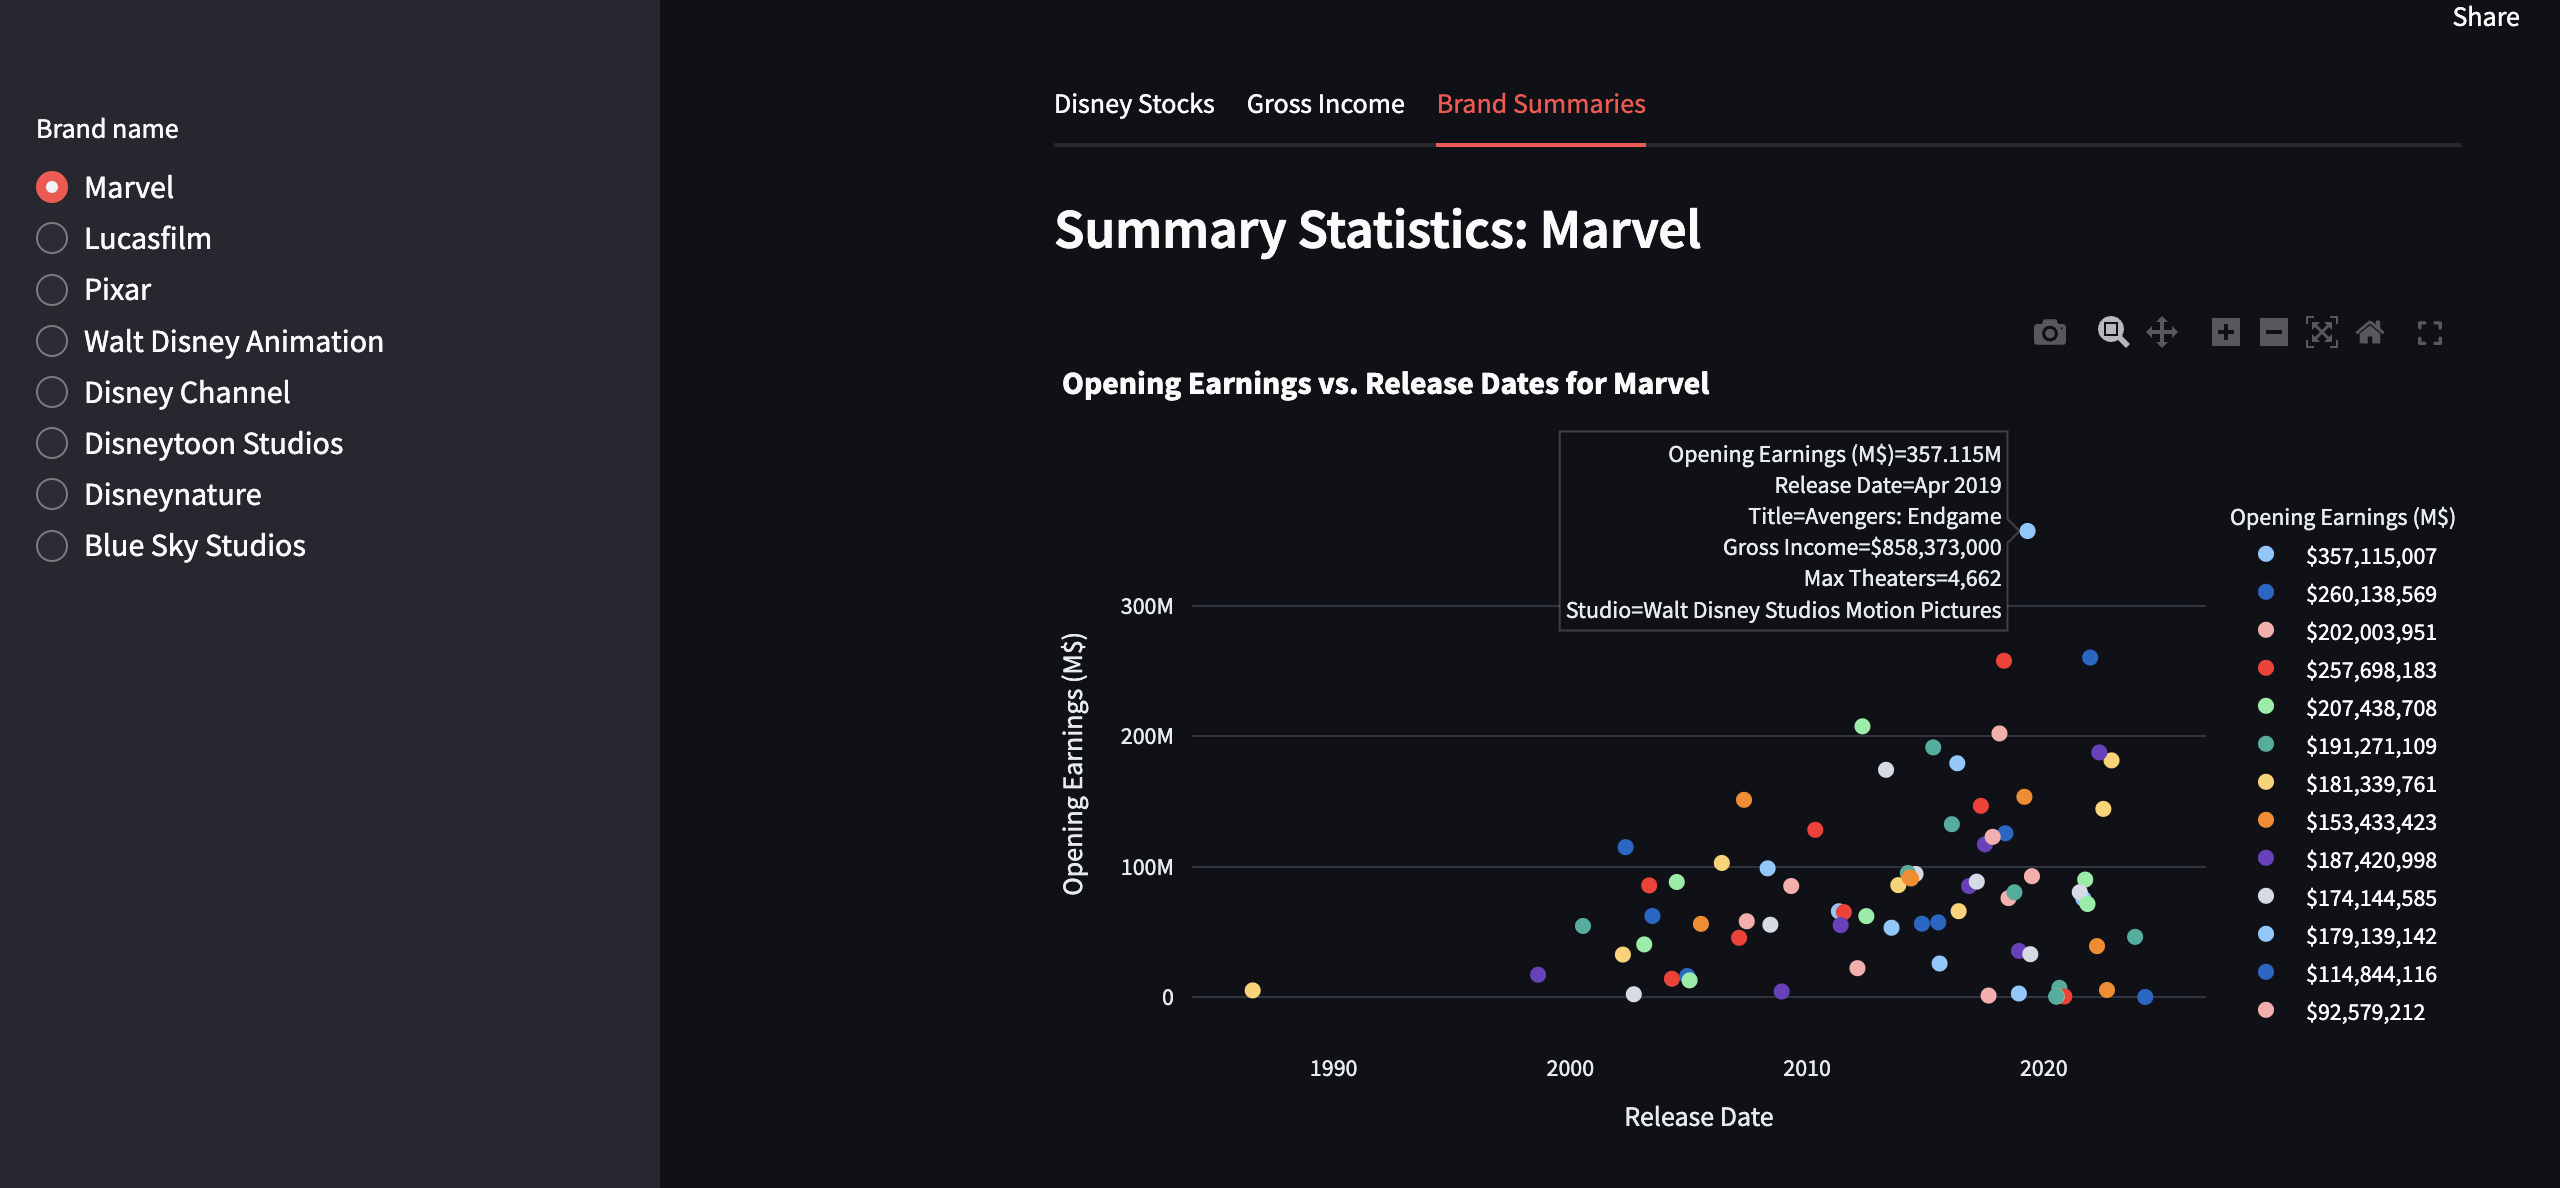 Share
Brand name
Marvel
Lucasfilm
Pixar
Walt Disney Animation
Disney Channel
Disneytoon Studios
Disneynature
Blue Sky Studios
Disney Stocks Gross Income Brand Summaries
Summary Statistics: Marvel
Opening Earnings vs. Release Dates for Marvel
Opening Earnings (M$)=357.115M
Release Date=Apr 2019
Title=Avengers: Endgame
Gross Income=$858,373,000
Max Theaters=4,662
Studio=Walt Disney Studios Motion Pictures
Opening Earnings (M$)
300M
200M
100M
0
1990 2000 2010 2020
Release Date
Opening Earnings (M$)
$357,115,007
$260,138,569
$202,003,951
$257,698,183
$207,438,708
$191,271,109
$181,339,761
$153,433,423
$187,420,998
$174,144,585
$179,139,142
$114,844,116
$92,579,212